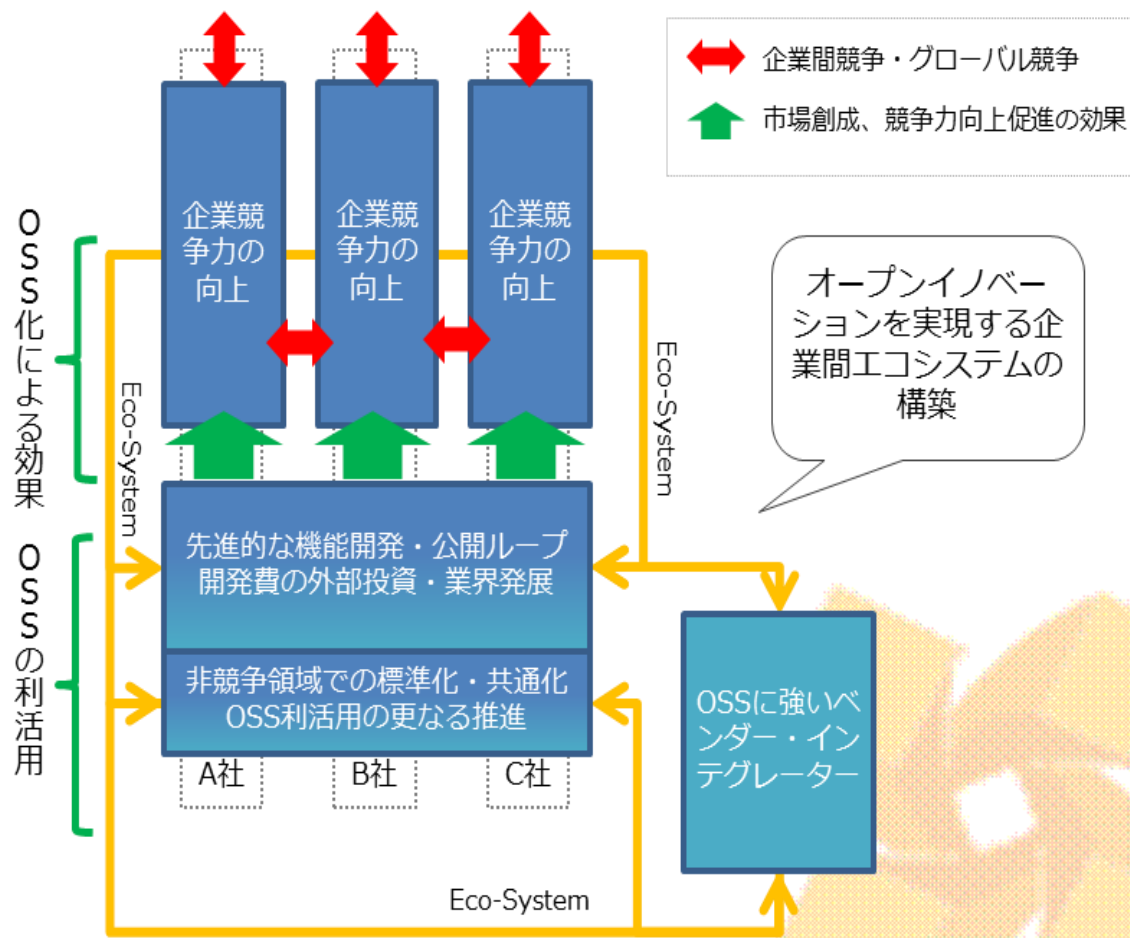 企業間競争・グローバル競争
市場創成、競争力向上促進の効果
企業競
争力の
向上
企業競
争力の
向上
企業競
争力の
向上
OSS化による効果
Eco-System
Eco-System
オープンイノベー
ションを実現する企
業間エコシステムの
構築
先進的な機能開発・公開ループ
開発費の外部投資・業界発展
OSSの利活用
非競争領域での標準化・共通化
OSS利活用の更なる推進
OSSに強いベ
ンダー・イン
テグレーター
A社
B社
C社
Eco-System